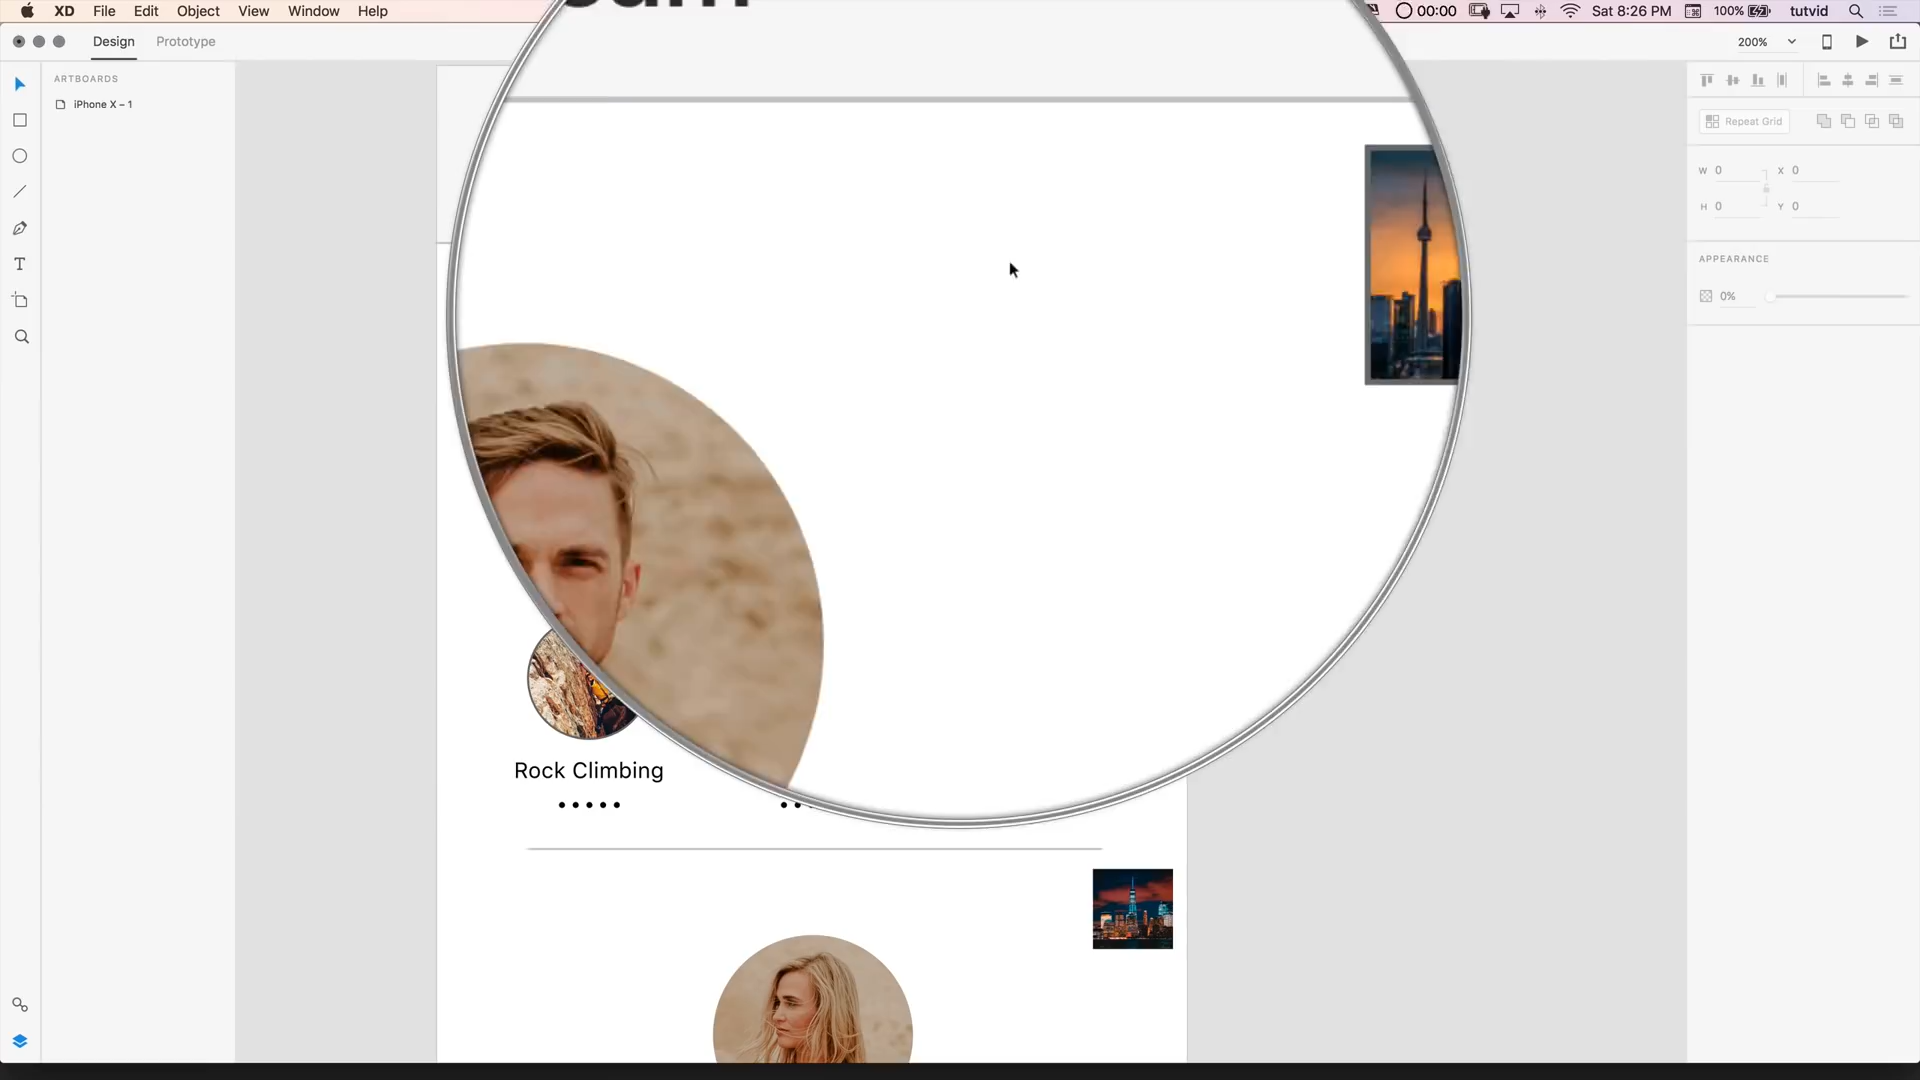 XD File Edit Object View Window Help
00:00 Sat 8:26 PM 100% tutvid
Design Prototype
200%
ARTBOARDS
iPhone X – 1
Repeat Grid
W 0 X 0
H 0 Y 0
APPEARANCE
0%
T
Rock Climbing